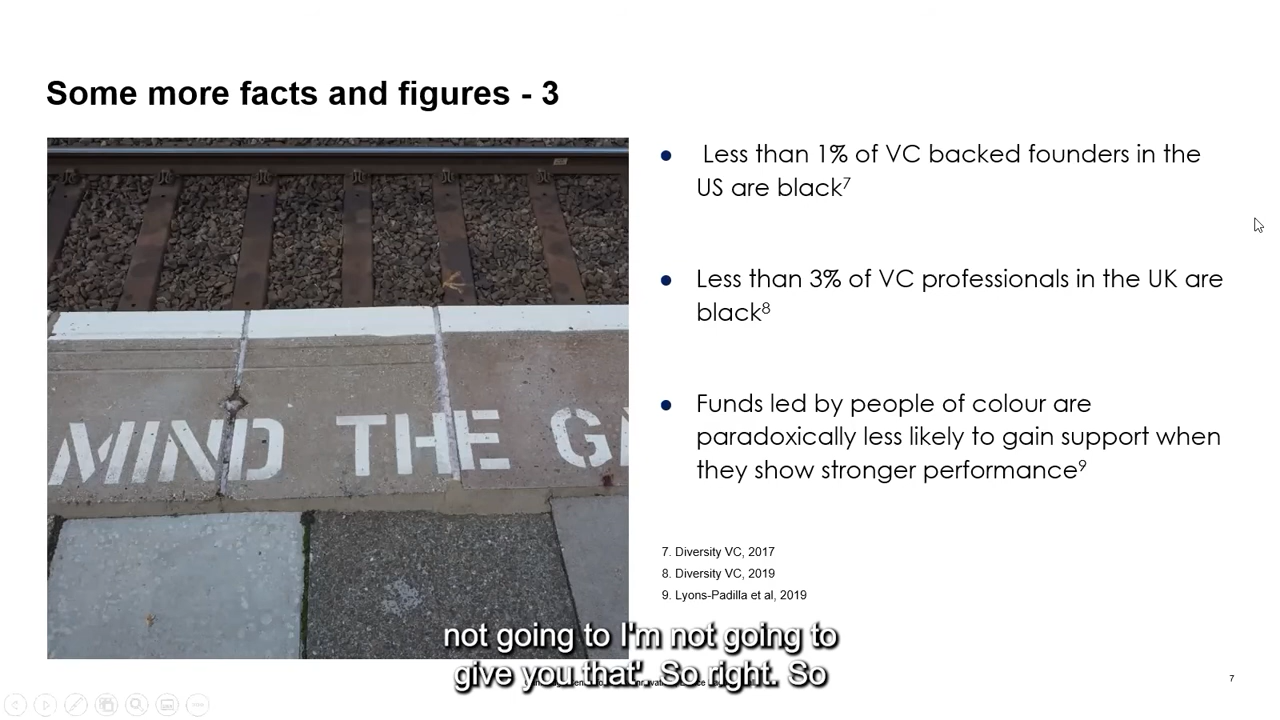 Some more facts and figures - 3
MIND THE G
Less than 1% of VC backed founders in the
US are black⁷
Less than 3% of VC professionals in the UK are
black⁸
Funds led by people of colour are
paradoxically less likely to gain support when
they show stronger performance⁹
7. Diversity VC, 2017
8. Diversity VC, 2019
9. Lyons-Padilla et al, 2019
not going to I'm not going to
give you that'. So right. So
7